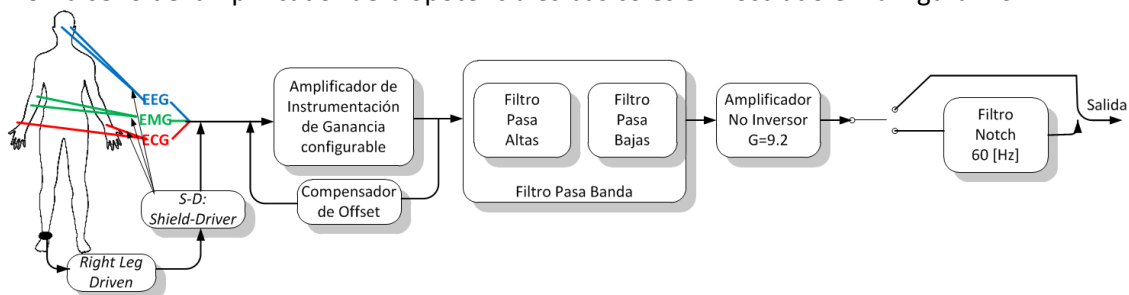 EEG
EMG
ECG
Amplificador de
Instrumentación
de Ganancia
configurable
Compensador
de Offset
S-D:
Shield-Driver
Right Leg
Driven
Filtro
Pasa
Altas
Filtro
Pasa
Bajas
Filtro Pasa Banda
Amplificador
No Inversor
G=9.2
Filtro
Notch
60 [Hz]
Salida